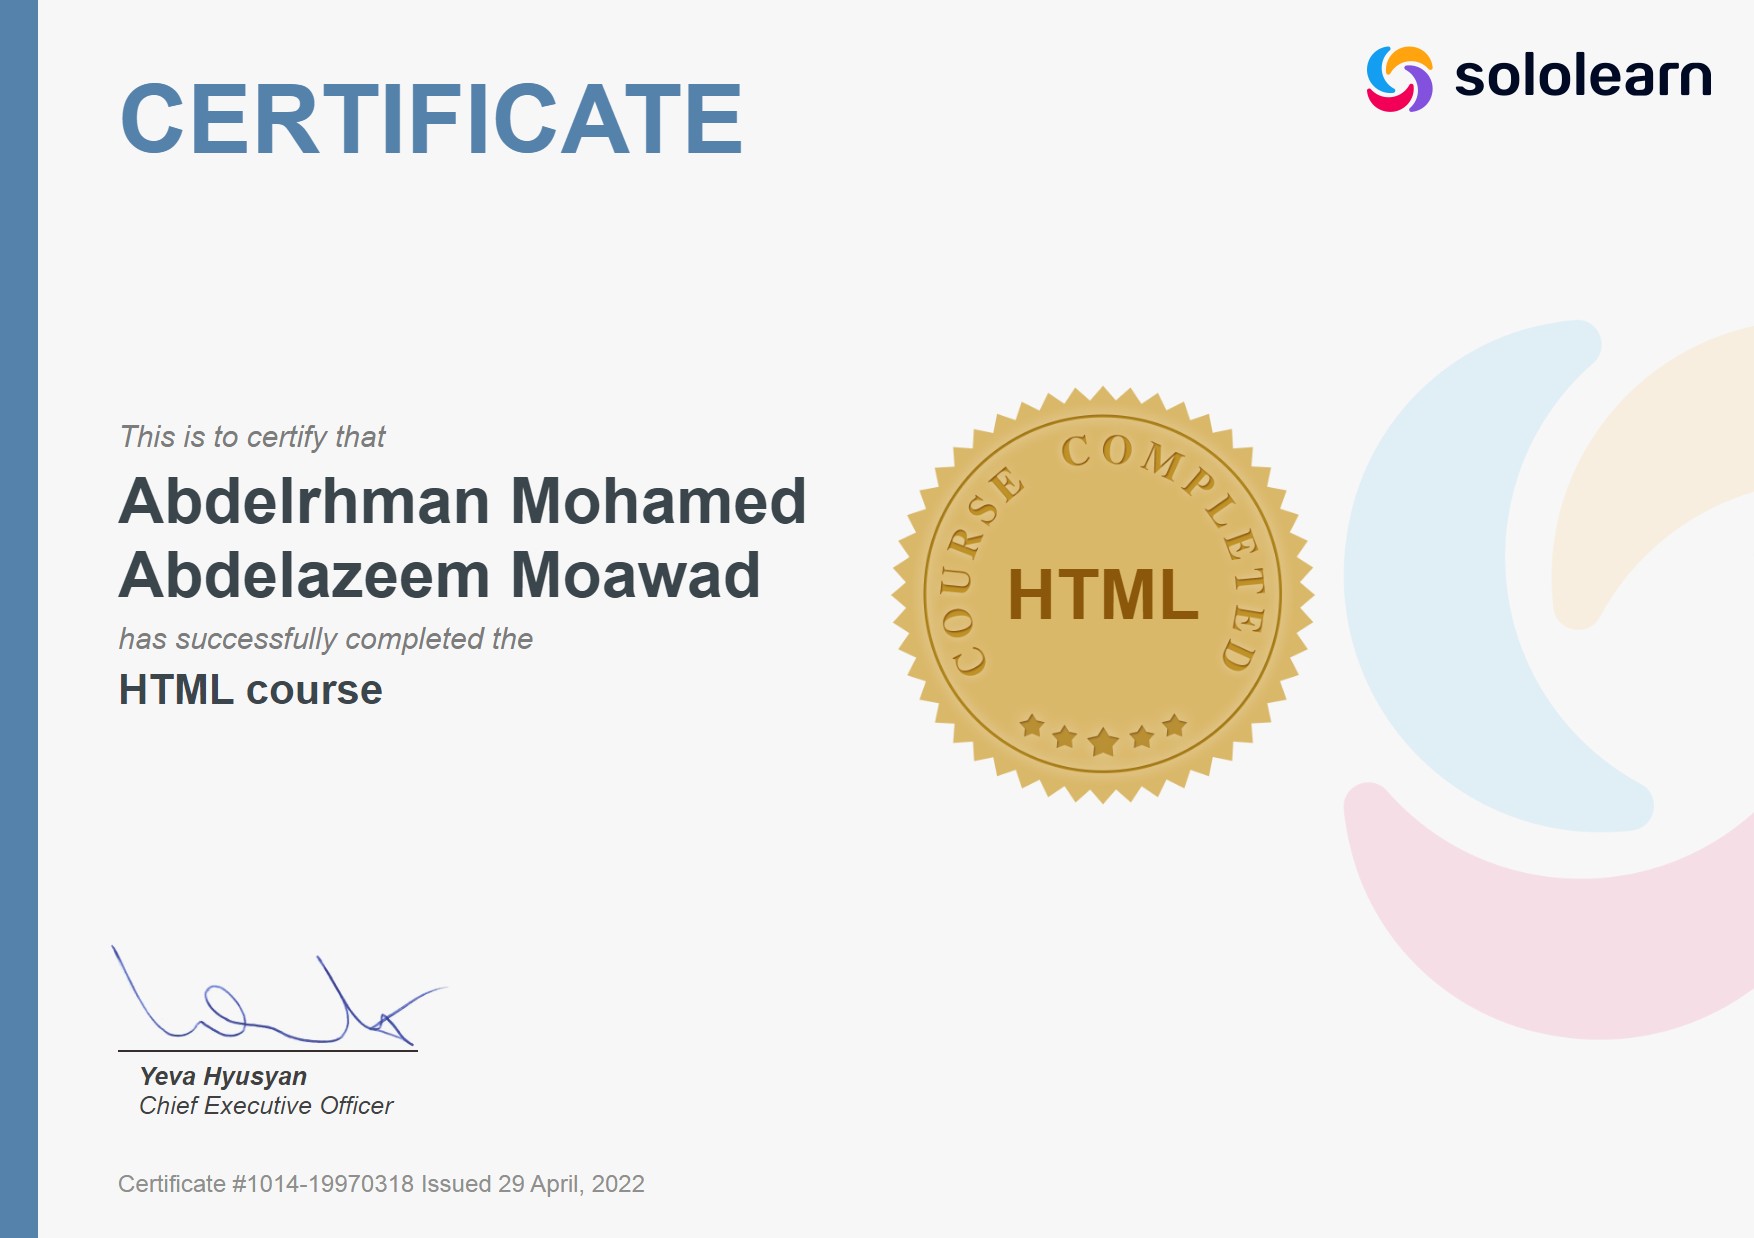 CERTIFICATE
sololearn
This is to certify that
Abdelrhman Mohamed
Abdelazeem Moawad
has successfully completed the
HTML course
COURSE COMPLETED
HTML
Yeva Hyusyan
Chief Executive Officer
Certificate #1014-19970318 Issued 29 April, 2022